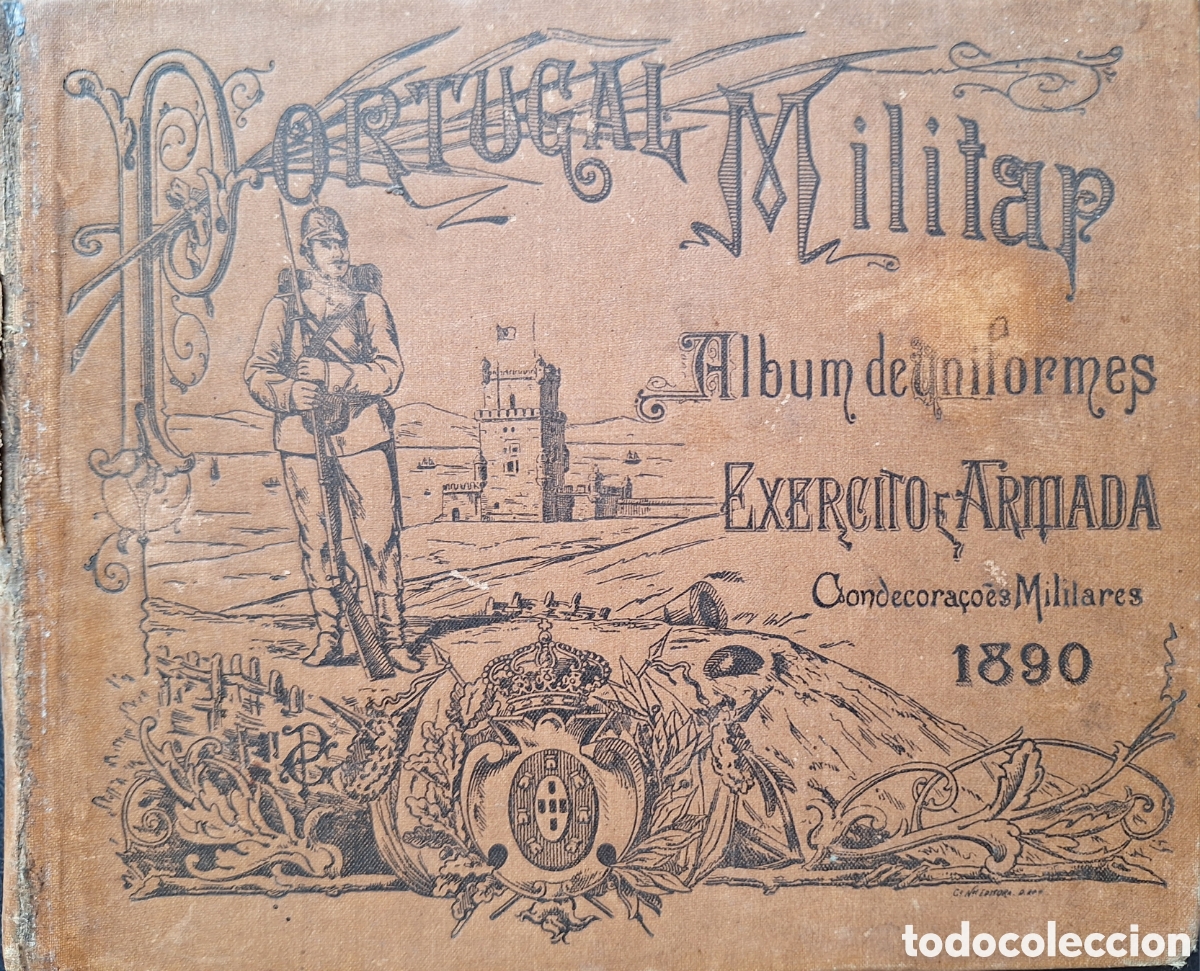 PORTUGAL Militar
Album de Uniformes
EXERCITO E ARMADA
Condecorações Militares
1890
todocoleccion